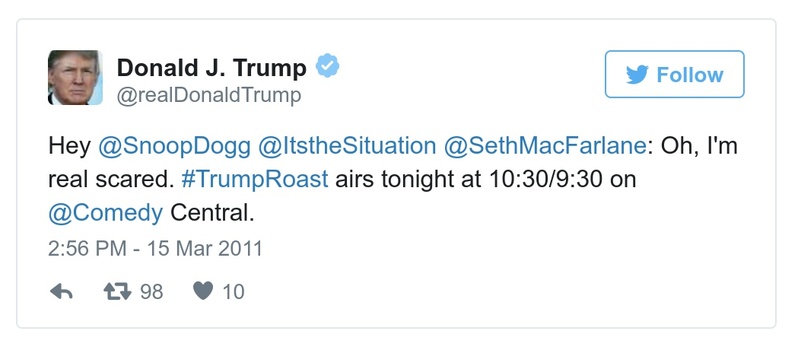 Donald J. Trump
@realDonaldTrump
Follow
Hey @SnoopDogg @ItstheSituation @SethMacFarlane: Oh, I'm
real scared. #TrumpRoast airs tonight at 10:30/9:30 on
@Comedy Central.
2:56 PM - 15 Mar 2011
98 10